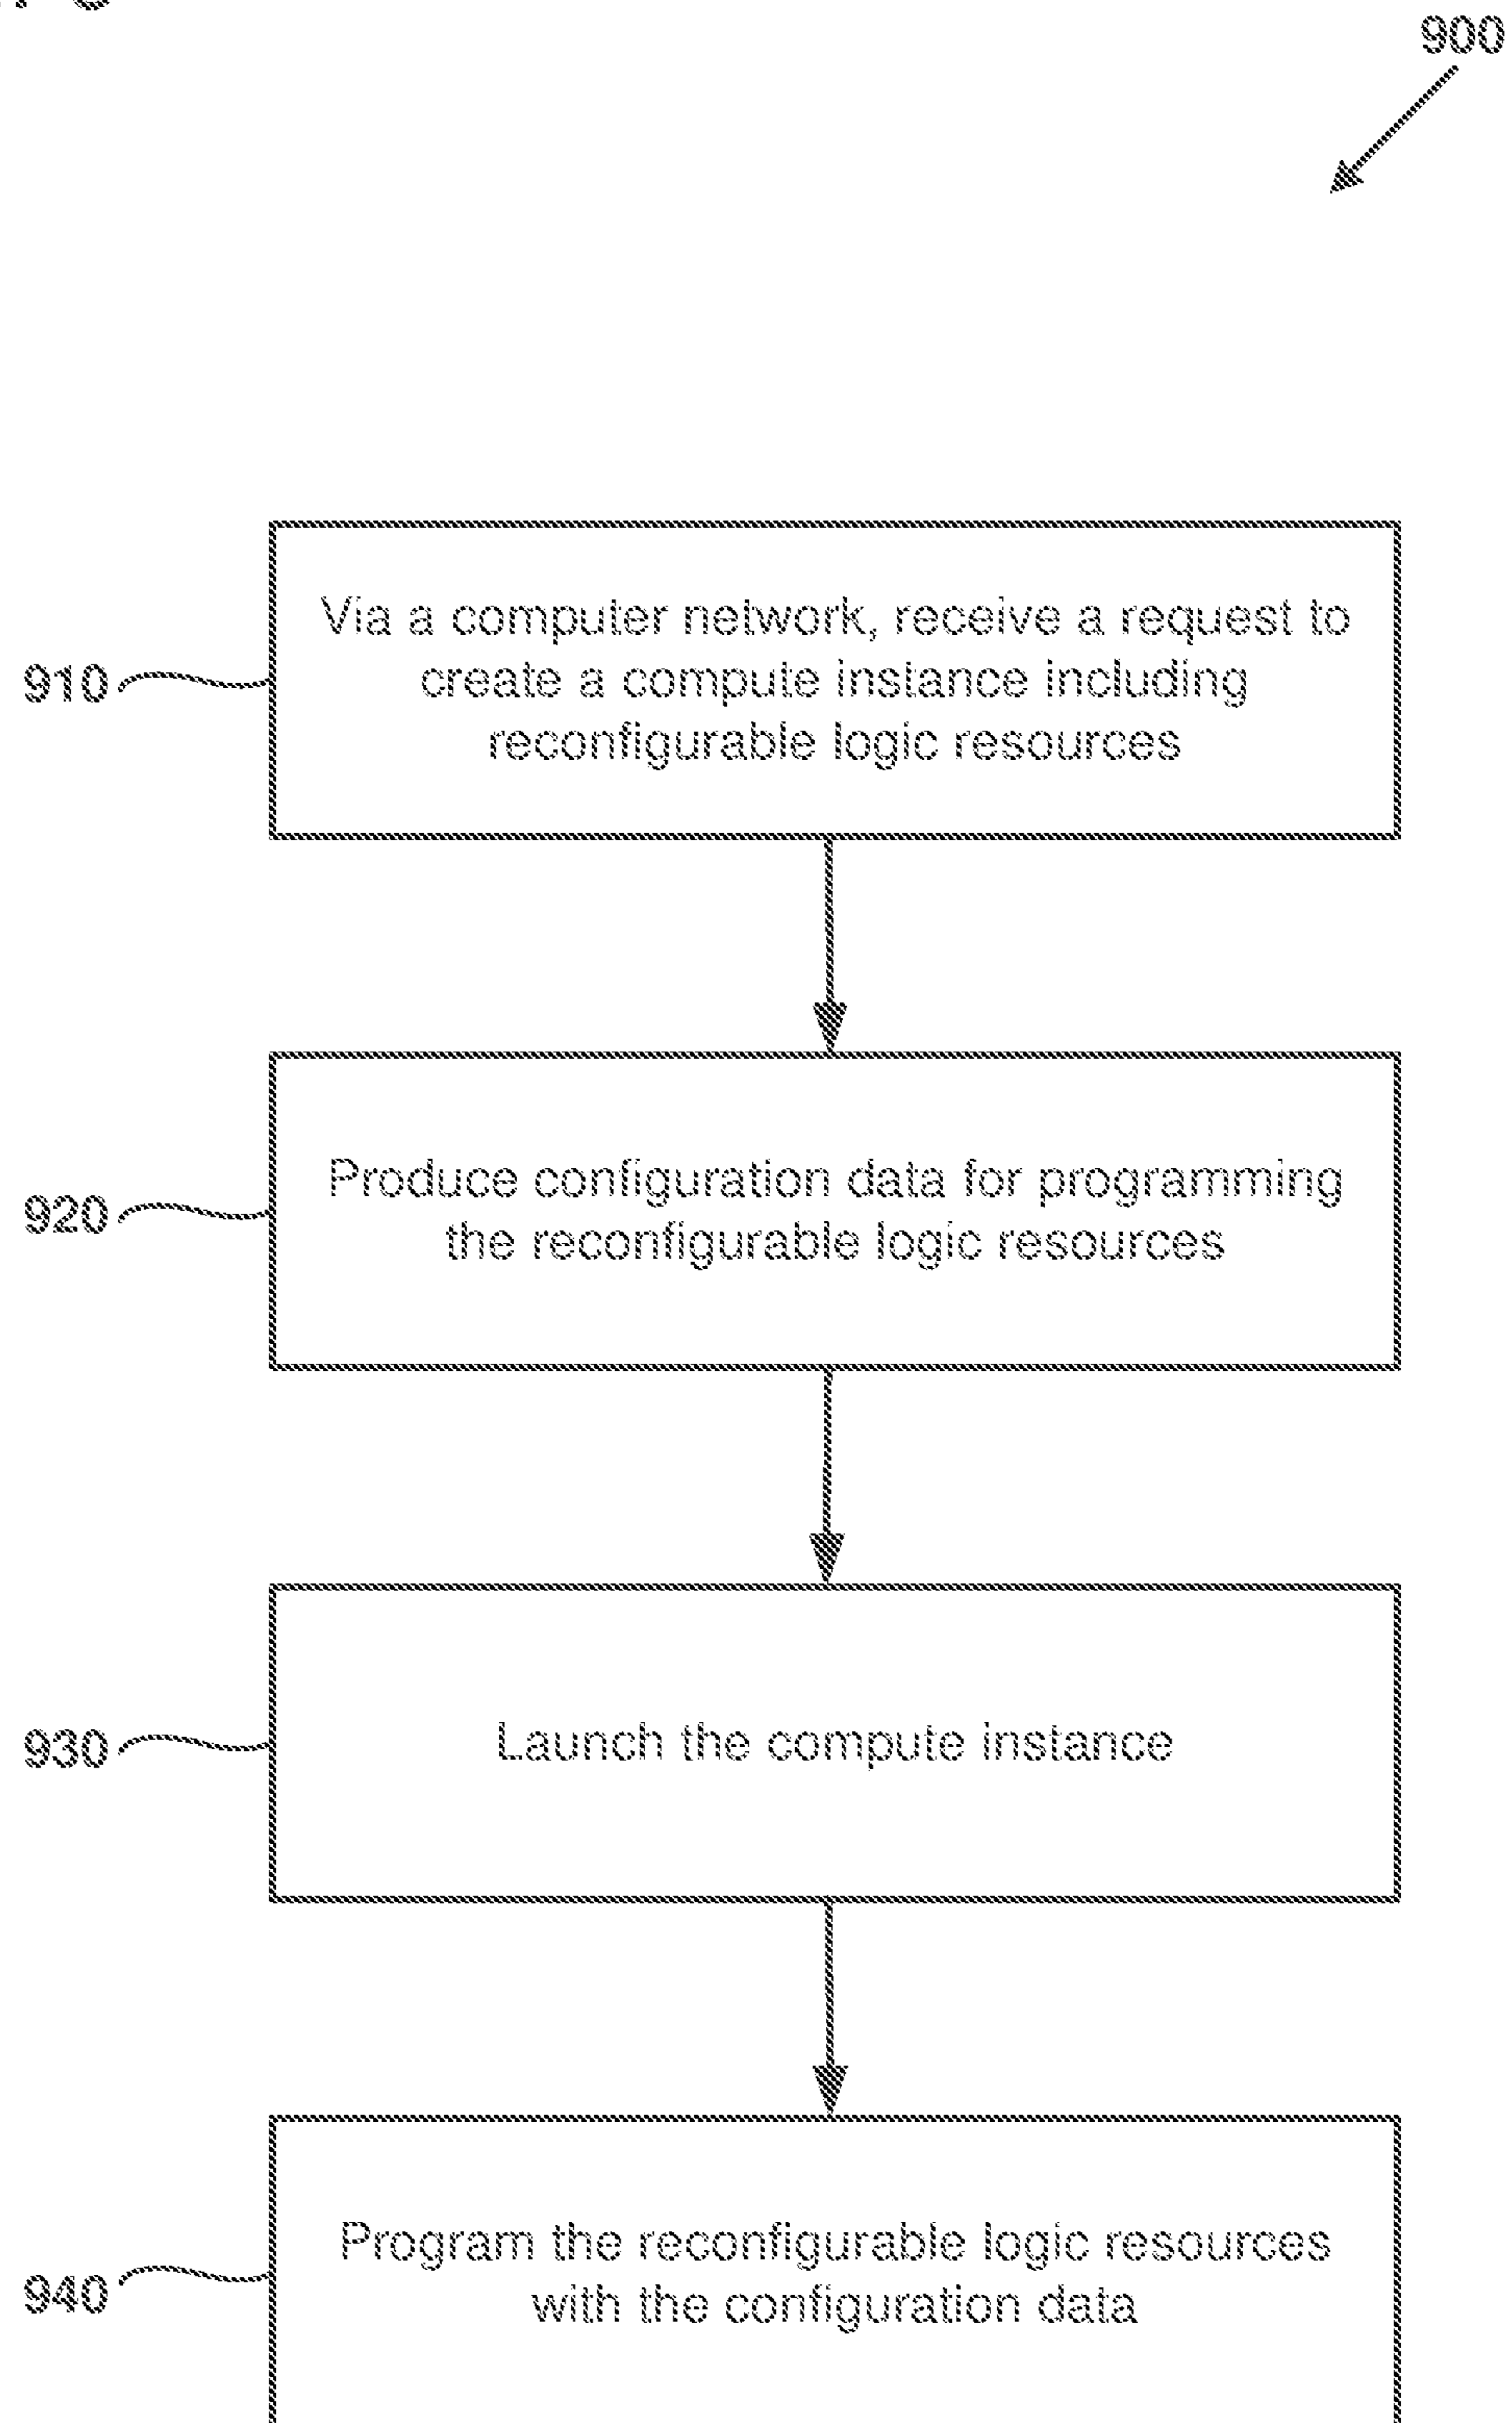 900
910
Via a computer network, receive a request to
create a compute instance including
reconfigurable logic resources
920
Produce configuration data for programming
the reconfigurable logic resources
930
Launch the compute instance
940
Program the reconfigurable logic resources
with the configuration data